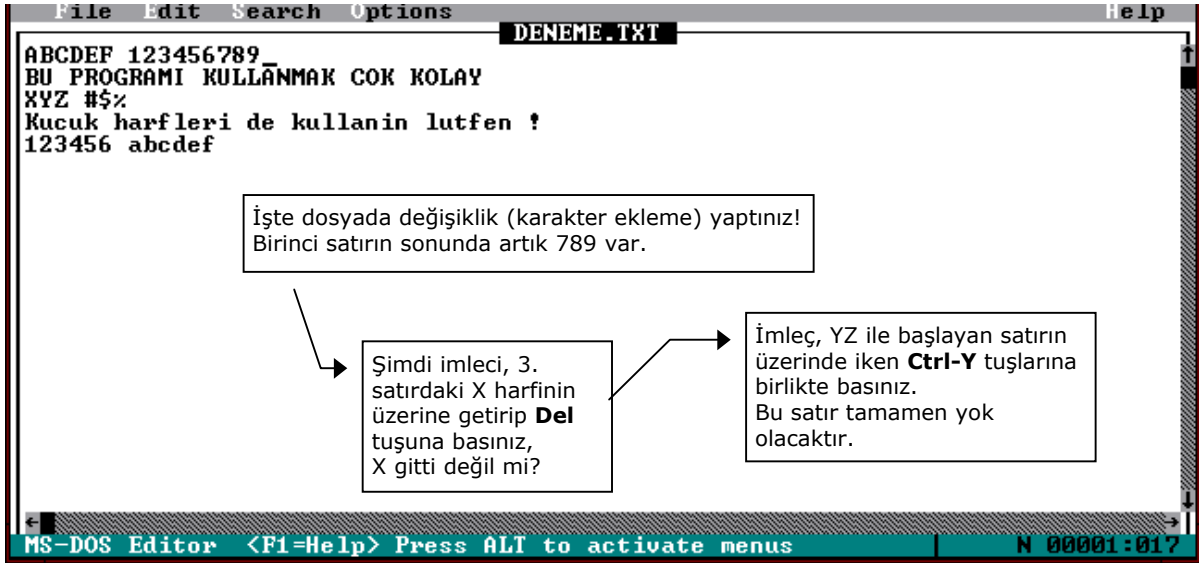 File Edit Search Options Help
DENEME.TXT
ABCDEF 123456789_
BU PROGRAMI KULLANMAK COK KOLAY
XYZ #$%
Kucuk harfleri de kullanin lutfen !
123456 abcdef
İşte dosyada değişiklik (karakter ekleme) yaptınız!
Birinci satırın sonunda artık 789 var.
Şimdi imleci, 3.
satırdaki X harfinin
üzerine getirip Del
tuşuna basınız,
X gitti değil mi?
İmleç, YZ ile başlayan satırın
üzerinde iken Ctrl-Y tuşlarına
birlikte basınız.
Bu satır tamamen yok
olacaktır.
MS-DOS Editor <F1=Help> Press ALT to activate menus N 00001:017